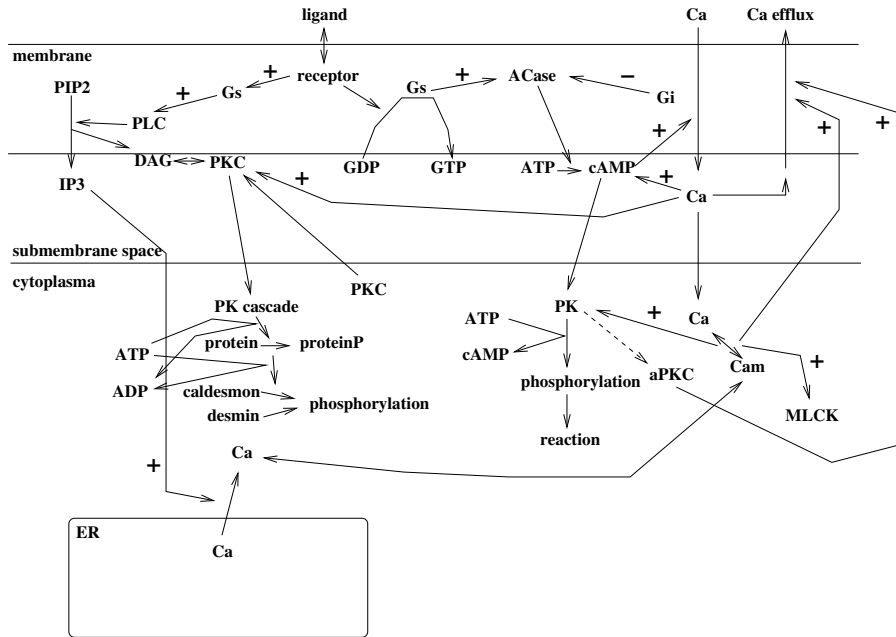 ligand
Ca
Ca efflux
membrane
PIP2
+
Gs
+
receptor
Gs
+
ACase
−
Gi
PLC
+
+
+
DAG
PKC
GDP
GTP
ATP
cAMP
+
IP3
+
Ca
submembrane space
cytoplasma
PKC
PK cascade
ATP
PK
+
Ca
protein
proteinP
ATP
cAMP
Cam
+
ADP
caldesmon
phosphorylation
phosphorylation
aPKC
desmin
MLCK
reaction
+
Ca
ER
Ca